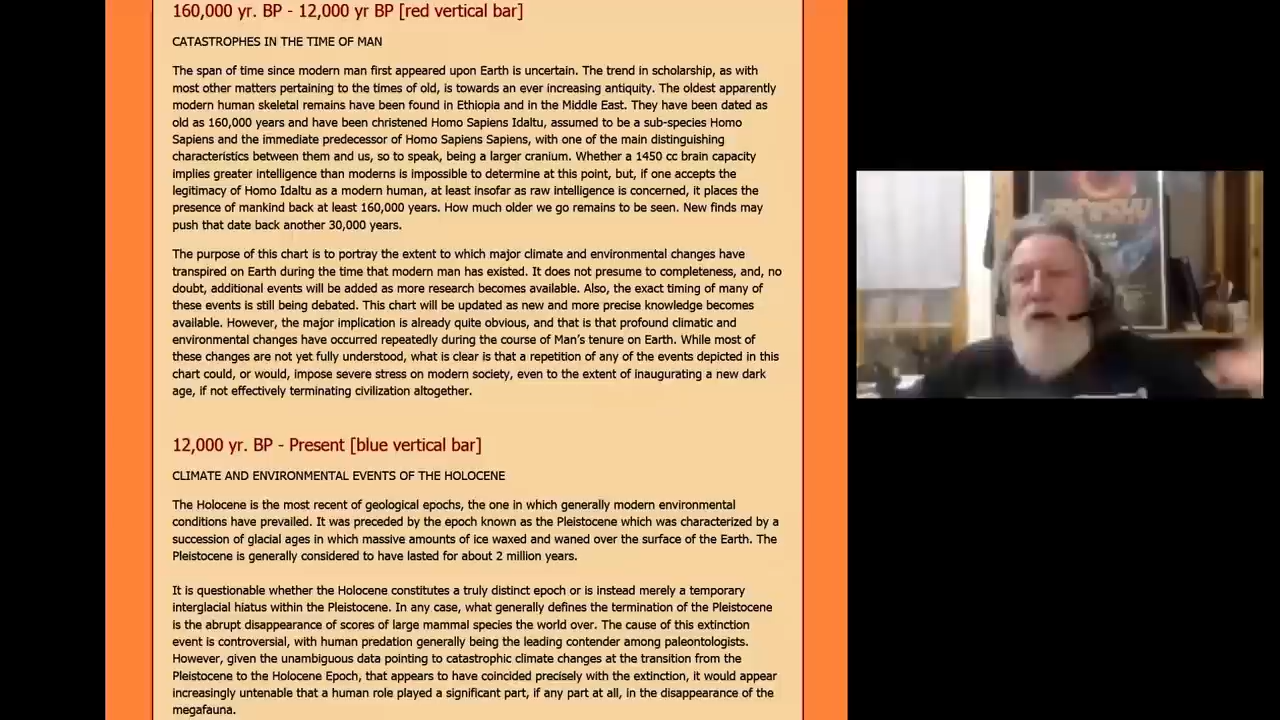 160,000 yr. BP - 12,000 yr BP [red vertical bar]
CATASTROPHES IN THE TIME OF MAN
The span of time since modern man first appeared upon Earth is uncertain. The trend in scholarship, as with
most other matters pertaining to the times of old, is towards an ever increasing antiquity. The oldest apparently
modern human skeletal remains have been found in Ethiopia and in the Middle East. They have been dated as
old as 160,000 years and have been christened Homo Sapiens Idaltu, assumed to be a sub-species Homo
Sapiens and the immediate predecessor of Homo Sapiens Sapiens, with one of the main distinguishing
characteristics between them and us, so to speak, being a larger cranium. Whether a 1450 cc brain capacity
implies greater intelligence than moderns is impossible to determine at this point, but, if one accepts the
legitimacy of Homo Idaltu as a modern human, at least insofar as raw intelligence is concerned, it places the
presence of mankind back at least 160,000 years. How much older we go remains to be seen. New finds may
push that date back another 30,000 years.
The purpose of this chart is to portray the extent to which major climate and environmental changes have
transpired on Earth during the time that modern man has existed. It does not presume to completeness, and, no
doubt, additional events will be added as more research becomes available. Also, the exact timing of many of
these events is still being debated. This chart will be updated as new and more precise knowledge becomes
available. However, the major implication is already quite obvious, and that is that profound climatic and
environmental changes have occurred repeatedly during the course of Man's tenure on Earth. While most of
these changes are not yet fully understood, what is clear is that a repetition of any of the events depicted in this
chart could, or would, impose severe stress on modern society, even to the extent of inaugurating a new dark
age, if not effectively terminating civilization altogether.
12,000 yr. BP - Present [blue vertical bar]
CLIMATE AND ENVIRONMENTAL EVENTS OF THE HOLOCENE
The Holocene is the most recent of geological epochs, the one in which generally modern environmental
conditions have prevailed. It was preceded by the epoch known as the Pleistocene which was characterized by a
succession of glacial ages in which massive amounts of ice waxed and waned over the surface of the Earth. The
Pleistocene is generally considered to have lasted for about 2 million years.
It is questionable whether the Holocene constitutes a truly distinct epoch or is instead merely a temporary
interglacial hiatus within the Pleistocene. In any case, what generally defines the termination of the Pleistocene
is the abrupt disappearance of scores of large mammal species the world over. The cause of this extinction
event is controversial, with human predation generally being the leading contender among paleontologists.
However, given the unambiguous data pointing to catastrophic climate changes at the transition from the
Pleistocene to the Holocene Epoch, that appears to have coincided precisely with the extinction, it would appear
increasingly untenable that a human role played a significant part, if any part at all, in the disappearance of the
megafauna.